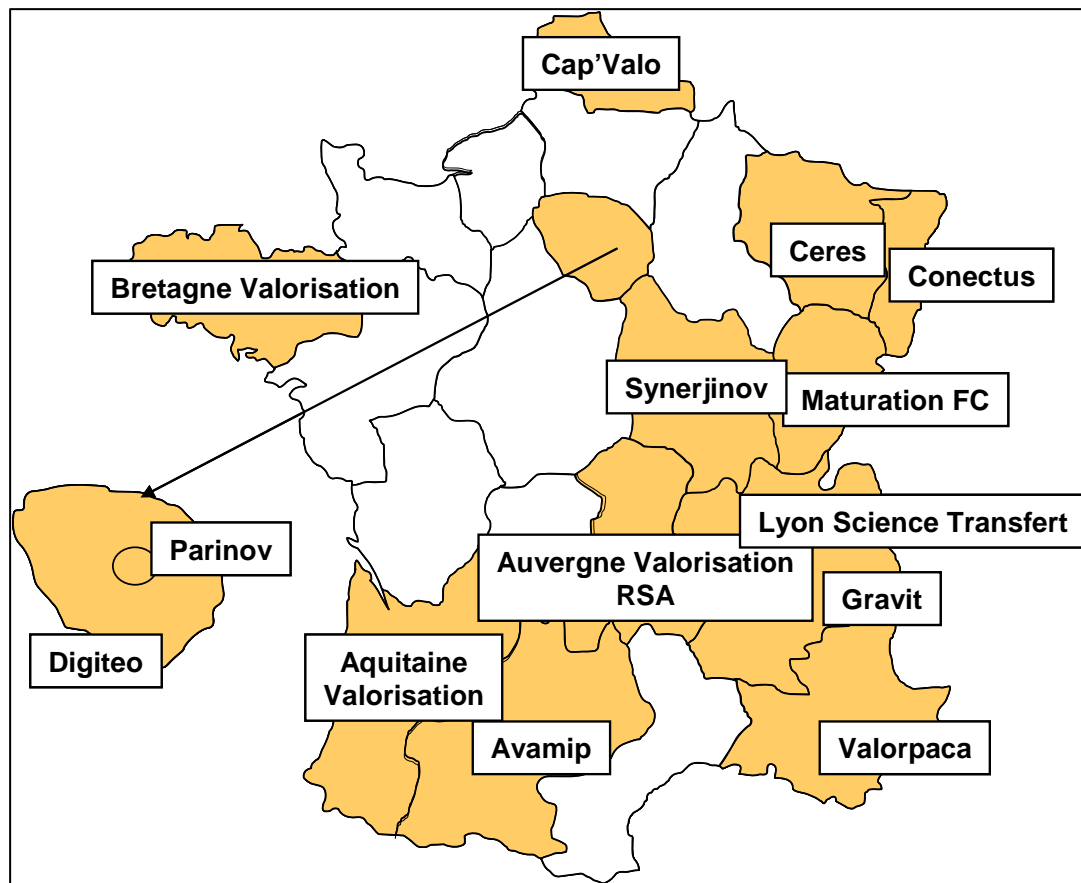 Cap'Valo
Ceres
Conectus
Bretagne Valorisation
Synerjinov
Maturation FC
Lyon Science Transfert
Parinov
Auvergne Valorisation
RSA
Gravit
Digiteo
Aquitaine
Valorisation
Avamip
Valorpaca